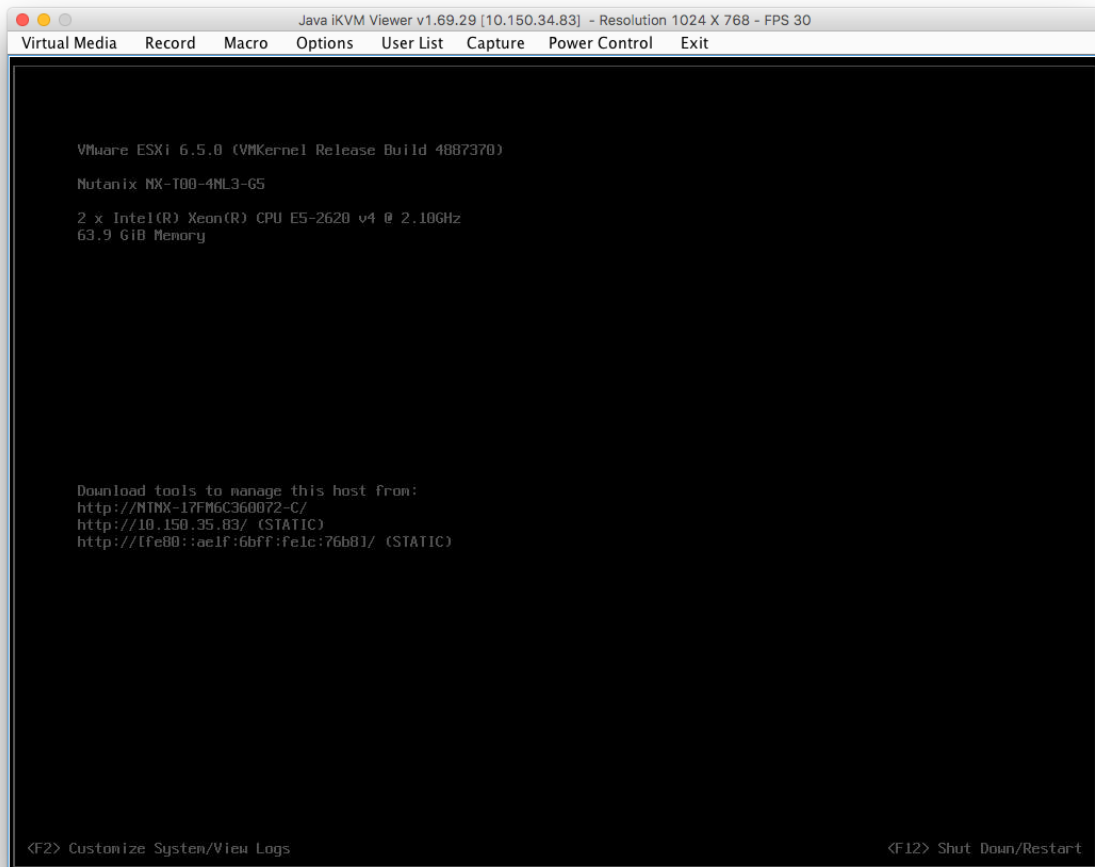 Java iKVM Viewer v1.69.29 [10.150.34.83] - Resolution 1024 X 768 - FPS 30
Virtual Media Record Macro Options User List Capture Power Control Exit
VMware ESXi 6.5.0 (VMKernel Release Build 4887370)
Nutanix NX-T00-4NL3-G5
2 x Intel(R) Xeon(R) CPU E5-2620 v4 @ 2.10GHz
63.9 GiB Memory
Download tools to manage this host from:
http://NTNX-17FM6C360072-C/
http://10.150.35.83/ (STATIC)
http://[fe80::ae1f:6bff:fe1c:76b8]/ (STATIC)
<F2> Customize System/View Logs
<F12> Shut Down/Restart